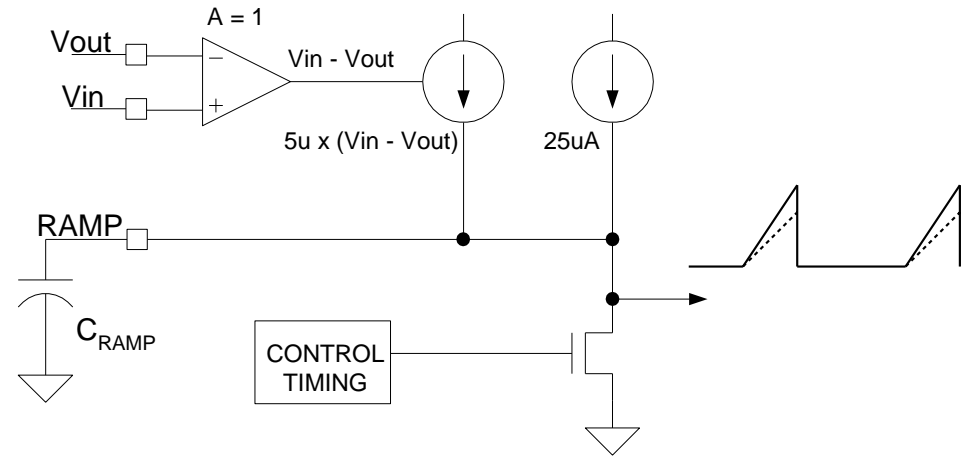 A = 1
Vout
Vin - Vout
Vin
5u x (Vin - Vout)
25uA
RAMP
CRAMP
CONTROL
TIMING